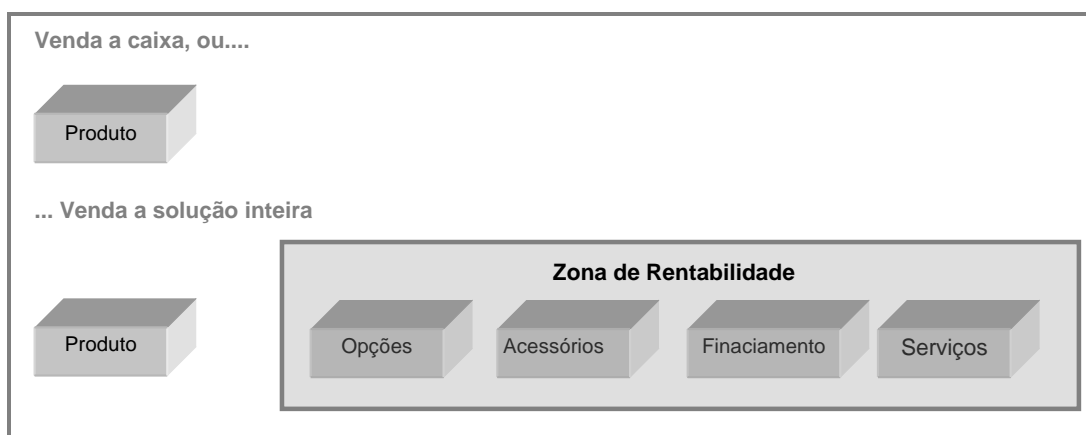 Venda a caixa, ou....
Produto
... Venda a solução inteira
Zona de Rentabilidade
Produto
Opções
Acessórios
Finaciamento
Serviços